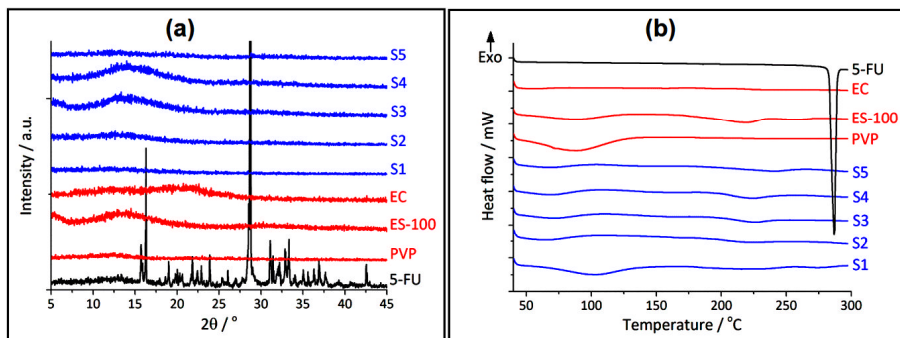 (a)
S5
S4
S3
S2
S1
EC
ES-100
PVP
5-FU
Intensity / a.u.
5 10 15 20 25 30 35 40 45
2θ / °
(b)
Exo
5-FU
EC
ES-100
PVP
S5
S4
S3
S2
S1
Heat flow / mW
50 100 150 200 250 300
Temperature / °C